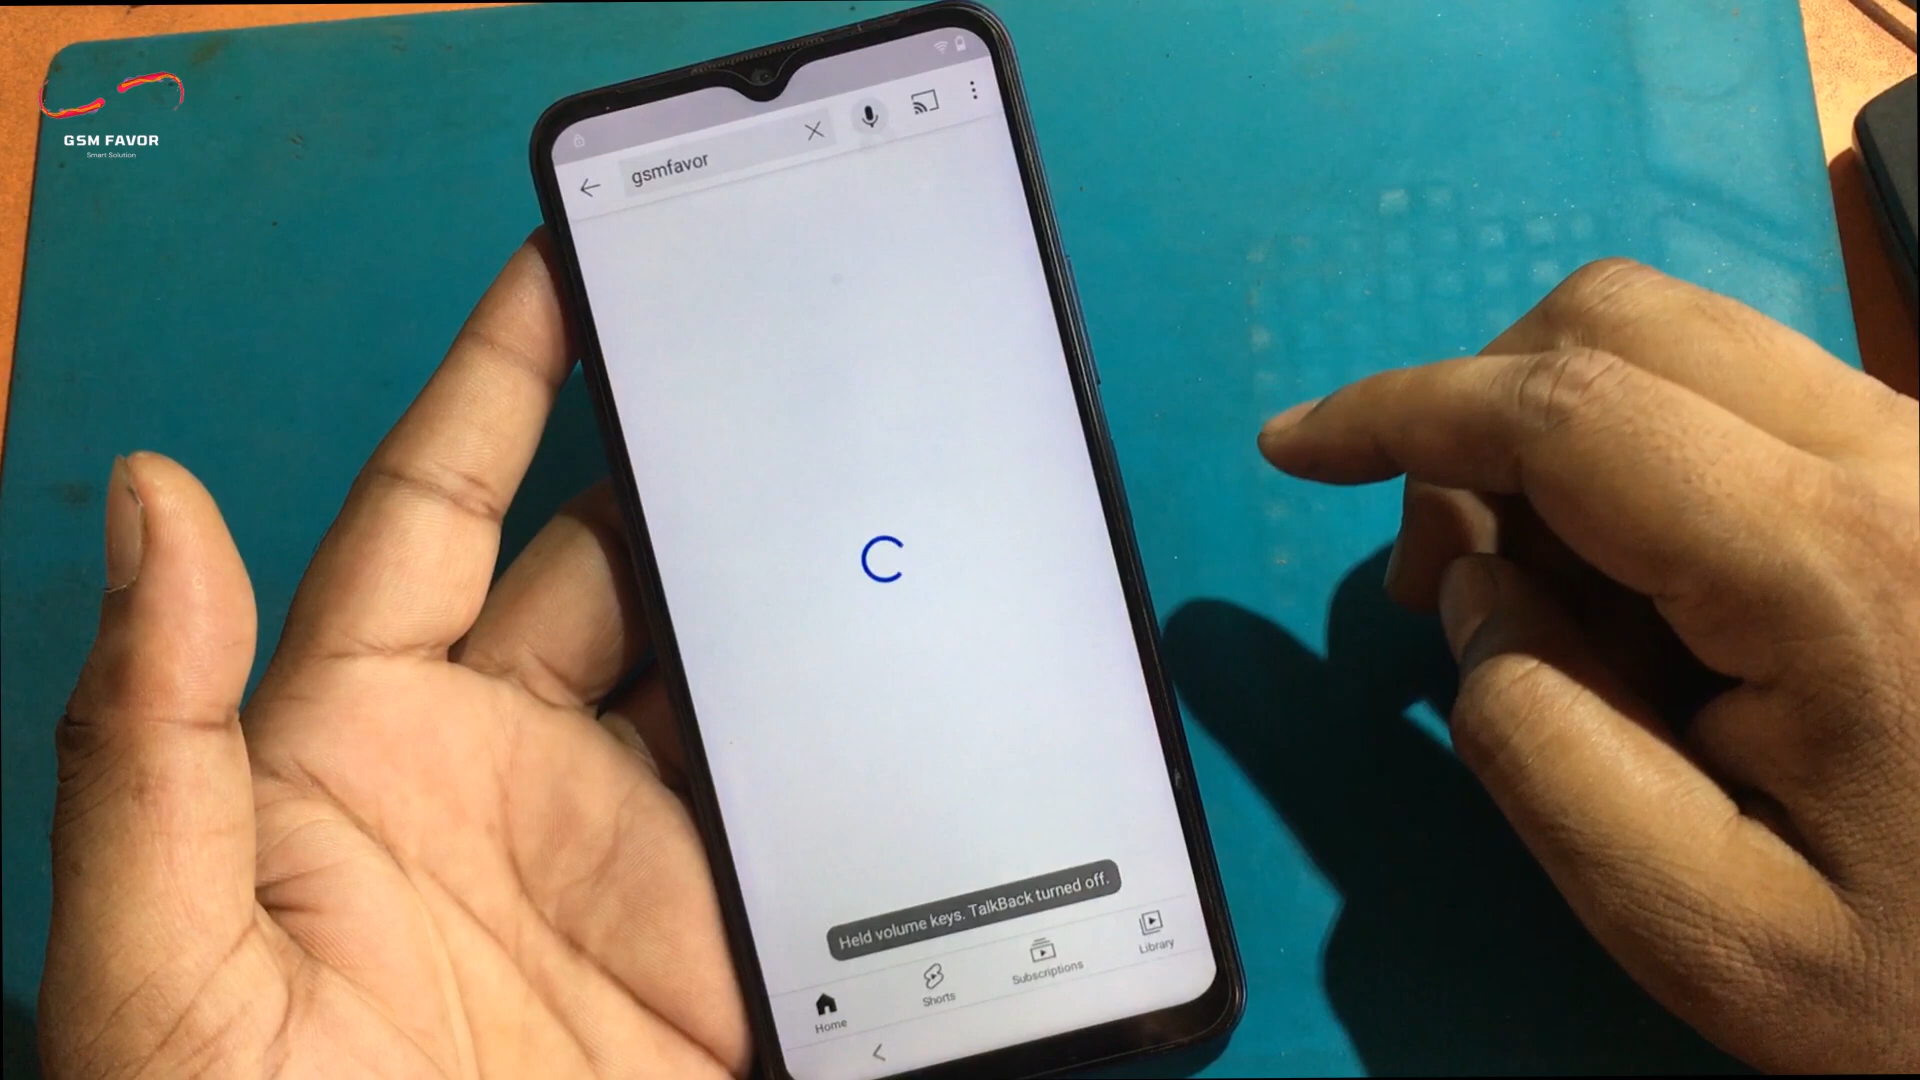 GSM FAVOR
Smart Solution
gsmfavor
Held volume keys. TalkBack turned off.
Home
Shorts
Subscriptions
Library